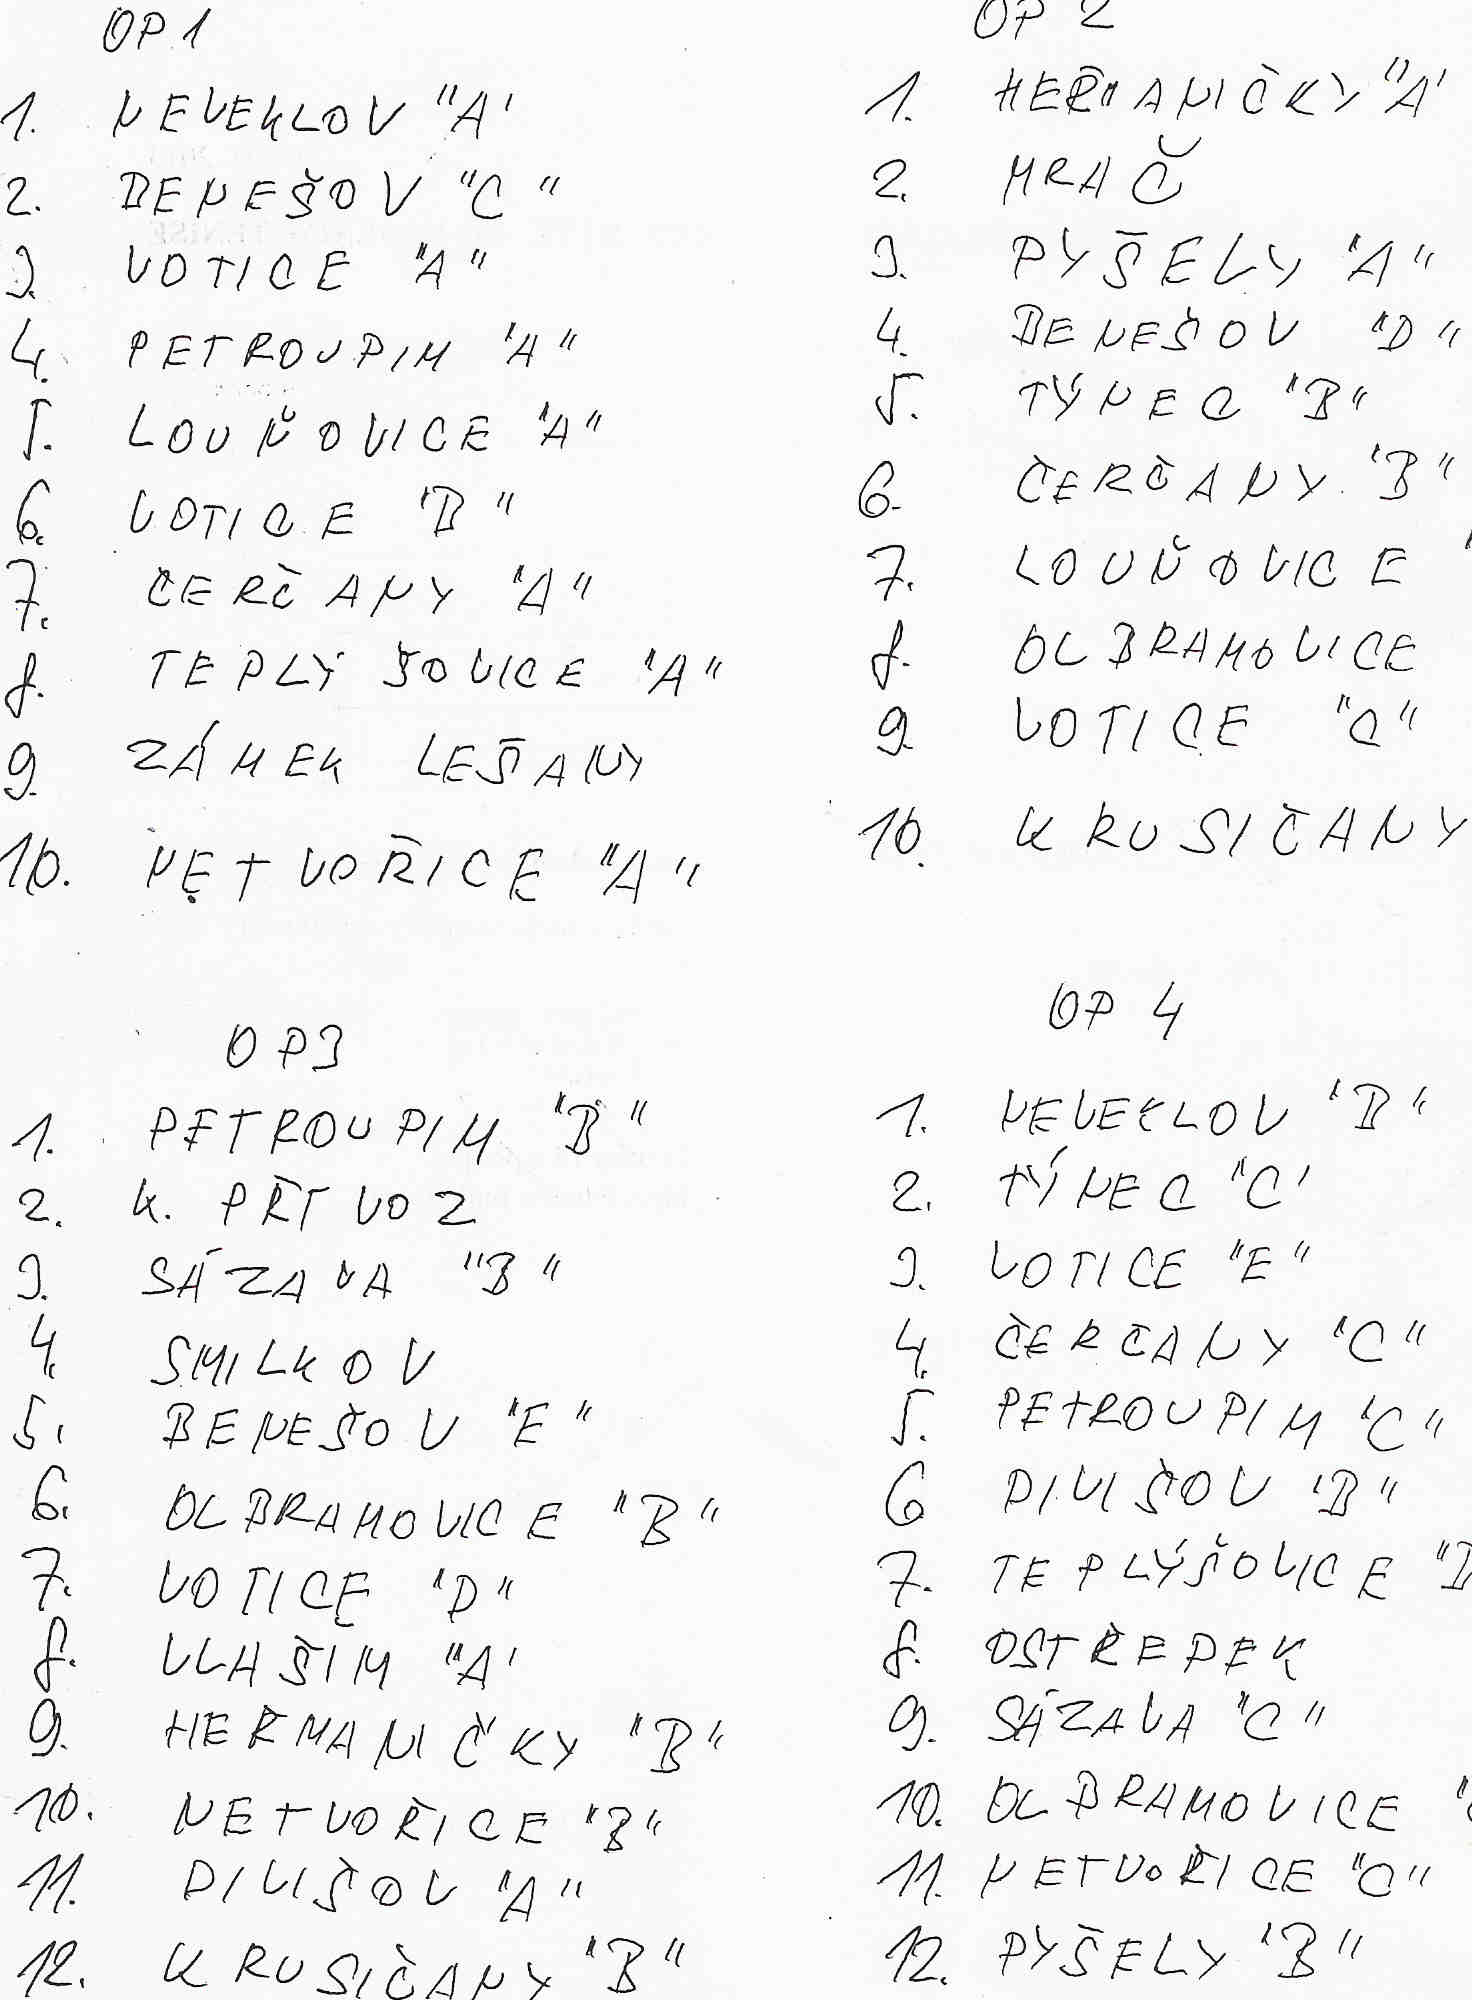 OP 1
1. NEVEKLOV "A"
2. BENEŠOV "C"
3. VOTICE "A"
4. PETROUPIM "A"
5. LOUŇOVICE "A"
6. VOTICE "B"
7. ČERČANY "A"
8. TEPLÝŠOVICE "A"
9. ZÁMEK LEŠANY
10. NETVOŘICE "A"
OP 2
1. HEŘMANIČKY "A"
2. MRAČ
3. PYŠELY "A"
4. BENEŠOV "D"
5. TÝNEC "B"
6. ČERČANY "B"
7. LOUŇOVICE
8. OLBRAMOVICE
9. VOTICE "C"
10. KRUSIČANY
OP3
1. PETROUPIM "B"
2. K. PŘÍVOZ
3. SÁZAVA "B"
4. SMILKOV
5. BENEŠOV "E"
6. OLBRAMOVICE "B"
7. VOTICE "D"
8. VLAŠIM "A"
9. HEŘMANIČKY "B"
10. NETVOŘICE "B"
11. DIVIŠOV "A"
12. KRUSIČANY "B"
OP 4
1. NEVEKLOV "B"
2. TÝNEC "C"
3. VOTICE "E"
4. ČERČANY "C"
5. PETROUPIM "C"
6 DIVIŠOV "B"
7. TEPLÝŠOVICE
8. OSTŘEDEK
9. SÁZAVA "C"
10. OLBRAMOVICE
11. NETVOŘICE "C"
12. PYŠELY "B"